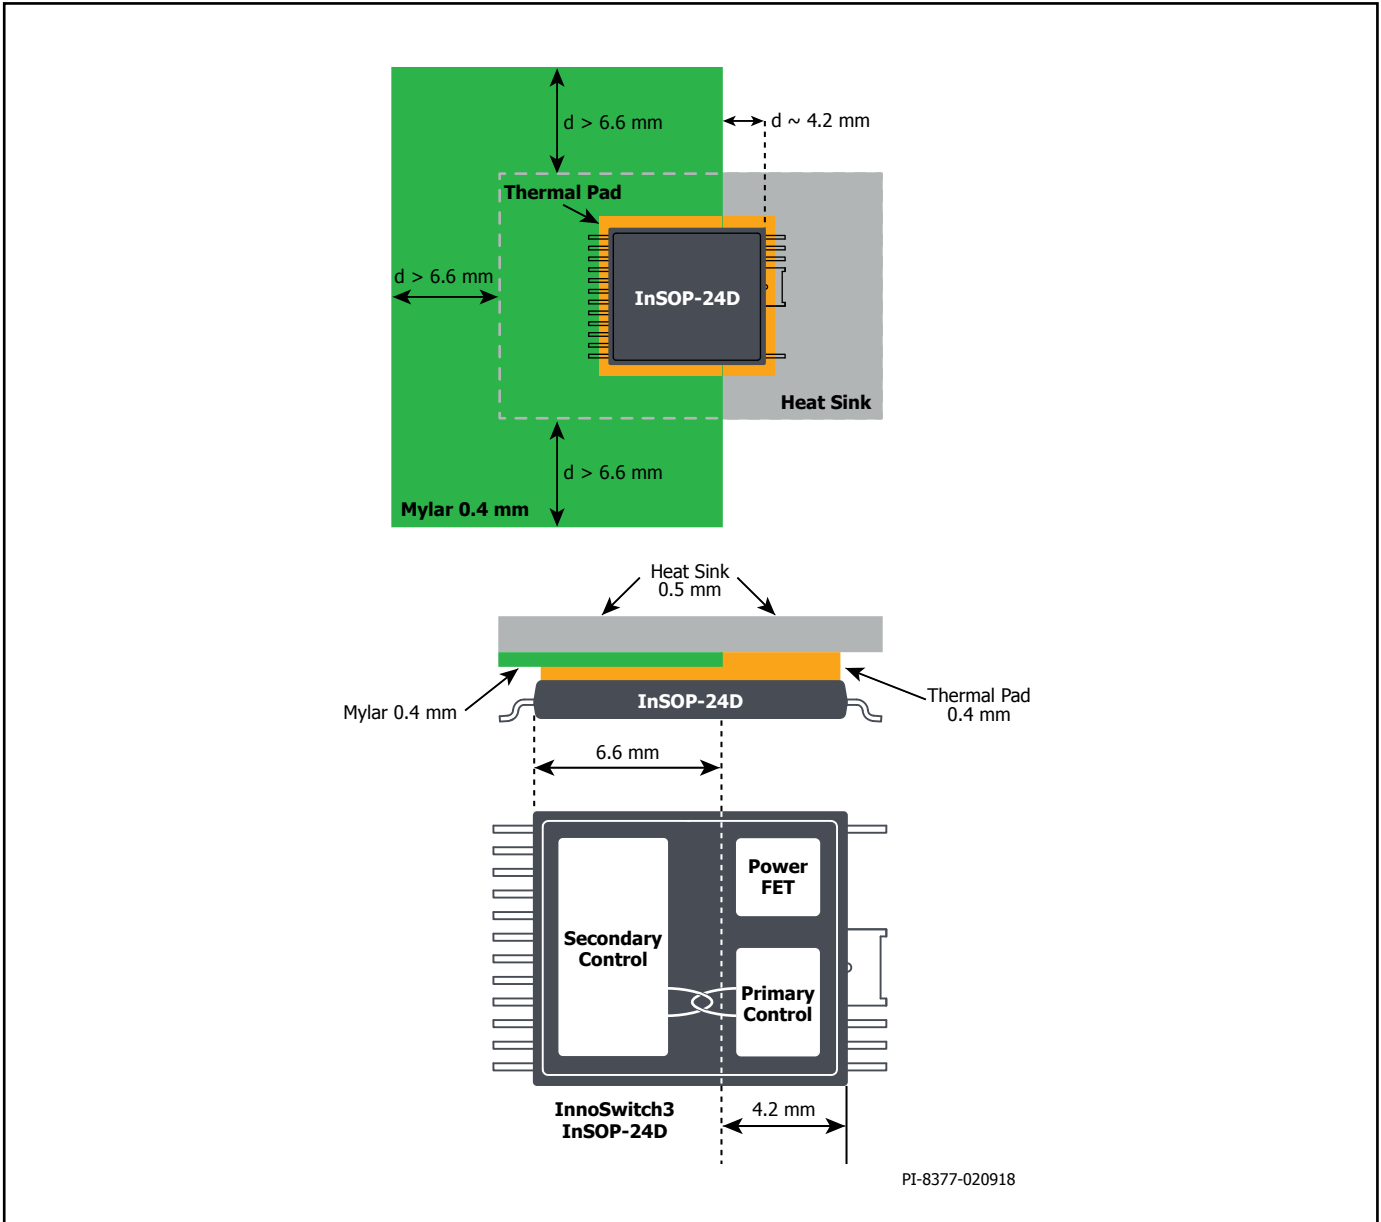 d > 6.6 mm
d ~ 4.2 mm
Thermal Pad
d > 6.6 mm
InSOP-24D
Heat Sink
d > 6.6 mm
Mylar 0.4 mm
Heat Sink
0.5 mm
InSOP-24D
Mylar 0.4 mm
Thermal Pad
0.4 mm
6.6 mm
Power
FET
Secondary
Control
Primary
Control
InnoSwitch3
InSOP-24D
4.2 mm
PI-8377-020918